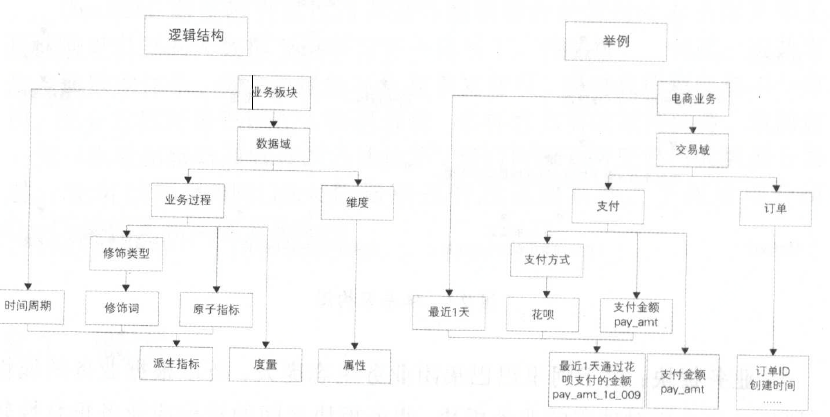 逻辑结构
举例
业务板块
电商业务
数据域
交易域
业务过程
维度
支付
订单
修饰类型
支付方式
时间周期
修饰词
原子指标
最近1天
花呗
支付金额
pay_amt
派生指标
度量
属性
最近1天通过花
呗支付的金额
pay_amt_1d_009
支付金额
pay_amt
订单ID
创建时间
……